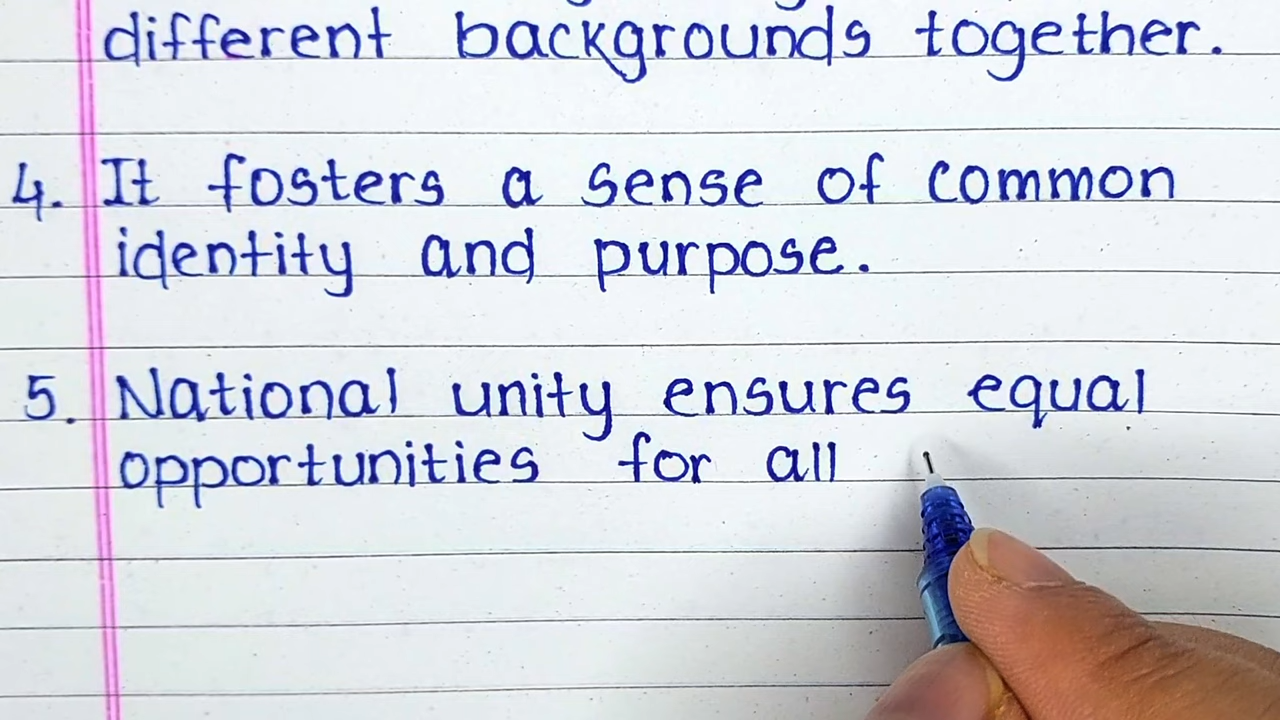 different backgrounds together.
4. It fosters a sense of common
identity and purpose.
5. National unity ensures equal
opportunities for all